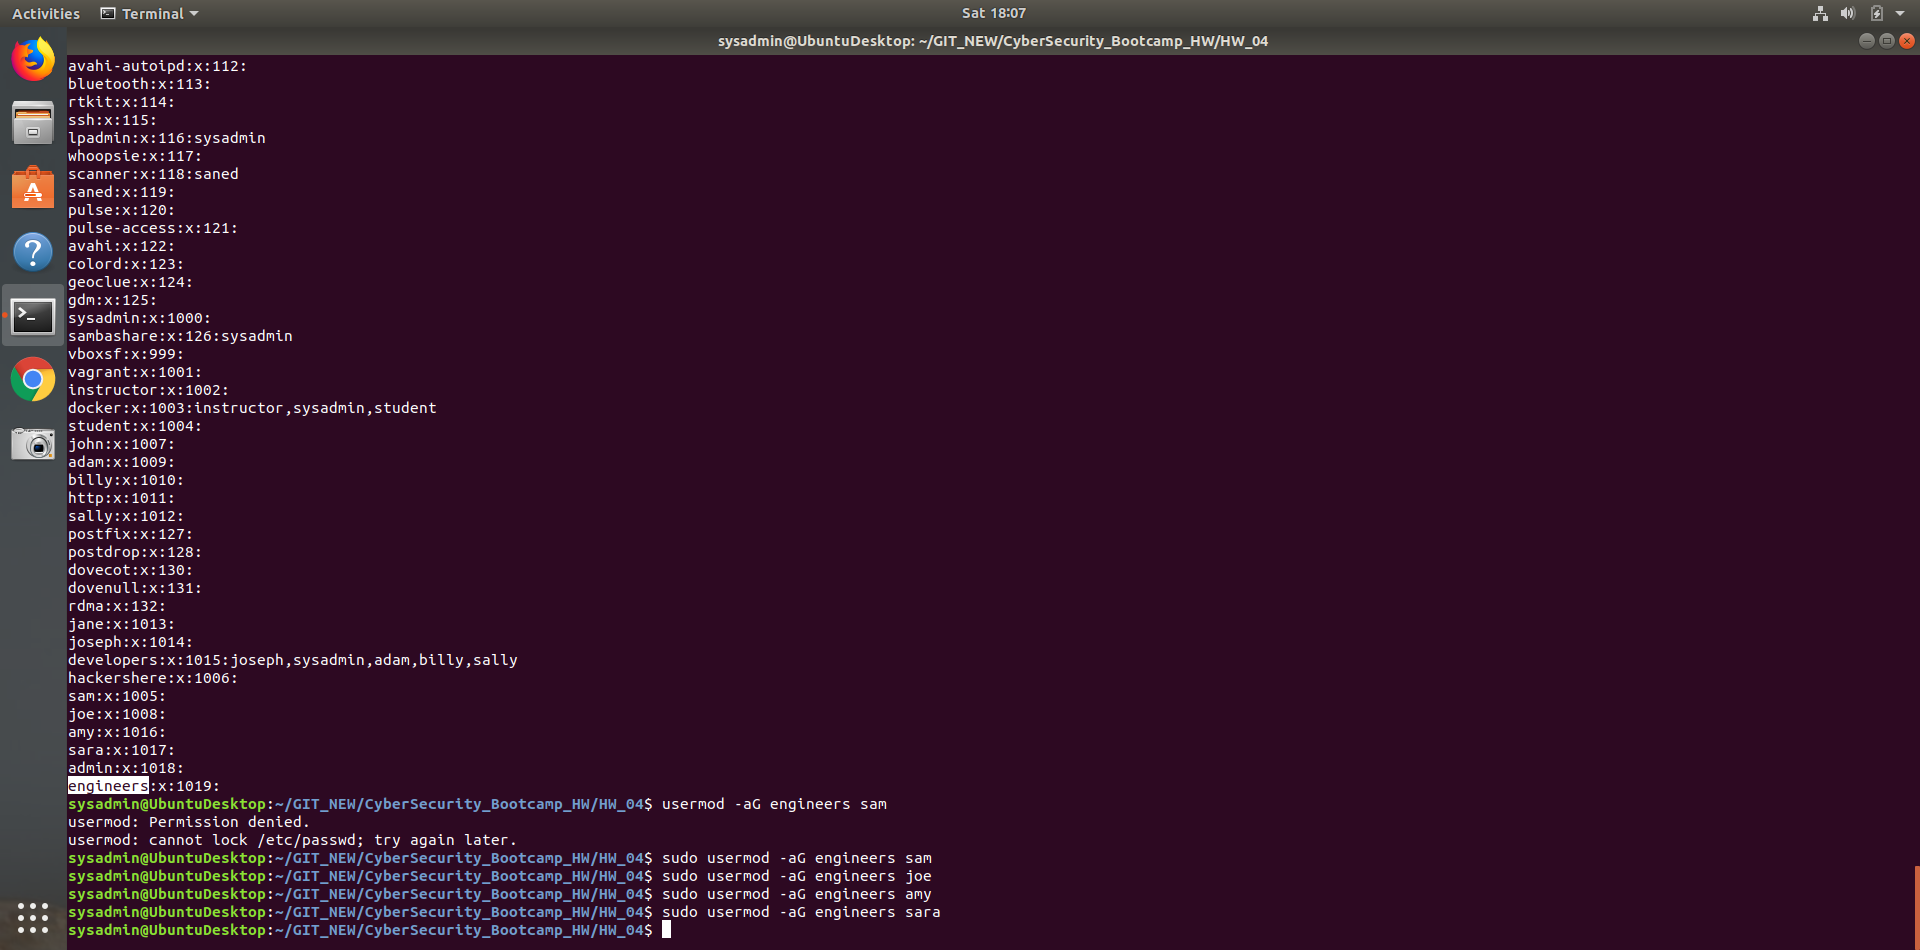 Activities
Terminal
Sat 18:07
sysadmin@UbuntuDesktop: ~/GIT_NEW/CyberSecurity_Bootcamp_HW/HW_04
avahi-autoipd:x:112:
bluetooth:x:113:
rtkit:x:114:
ssh:x:115:
lpadmin:x:116:sysadmin
whoopsie:x:117:
scanner:x:118:saned
saned:x:119:
pulse:x:120:
pulse-access:x:121:
avahi:x:122:
colord:x:123:
geoclue:x:124:
gdm:x:125:
sysadmin:x:1000:
sambashare:x:126:sysadmin
vboxsf:x:999:
vagrant:x:1001:
instructor:x:1002:
docker:x:1003:instructor,sysadmin,student
student:x:1004:
john:x:1007:
adam:x:1009:
billy:x:1010:
http:x:1011:
sally:x:1012:
postfix:x:127:
postdrop:x:128:
dovecot:x:130:
dovenull:x:131:
rdma:x:132:
jane:x:1013:
joseph:x:1014:
developers:x:1015:joseph,sysadmin,adam,billy,sally
hackershere:x:1006:
sam:x:1005:
joe:x:1008:
amy:x:1016:
sara:x:1017:
admin:x:1018:
engineers:x:1019:
sysadmin@UbuntuDesktop:~/GIT_NEW/CyberSecurity_Bootcamp_HW/HW_04$ usermod -aG engineers sam
usermod: Permission denied.
usermod: cannot lock /etc/passwd; try again later.
sysadmin@UbuntuDesktop:~/GIT_NEW/CyberSecurity_Bootcamp_HW/HW_04$ sudo usermod -aG engineers sam
sysadmin@UbuntuDesktop:~/GIT_NEW/CyberSecurity_Bootcamp_HW/HW_04$ sudo usermod -aG engineers joe
sysadmin@UbuntuDesktop:~/GIT_NEW/CyberSecurity_Bootcamp_HW/HW_04$ sudo usermod -aG engineers amy
sysadmin@UbuntuDesktop:~/GIT_NEW/CyberSecurity_Bootcamp_HW/HW_04$ sudo usermod -aG engineers sara
sysadmin@UbuntuDesktop:~/GIT_NEW/CyberSecurity_Bootcamp_HW/HW_04$